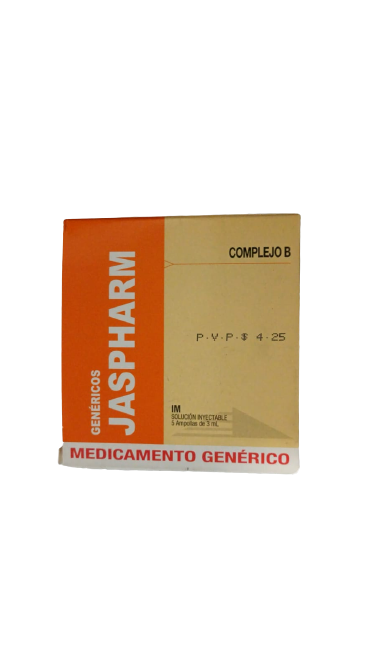 GENÉRICOS
JASPHARM
COMPLEJO B
P.V.P.$ 4.25
IM
SOLUCIÓN INYECTABLE
5 Ampollas de 3 mL
MEDICAMENTO GENÉRICO